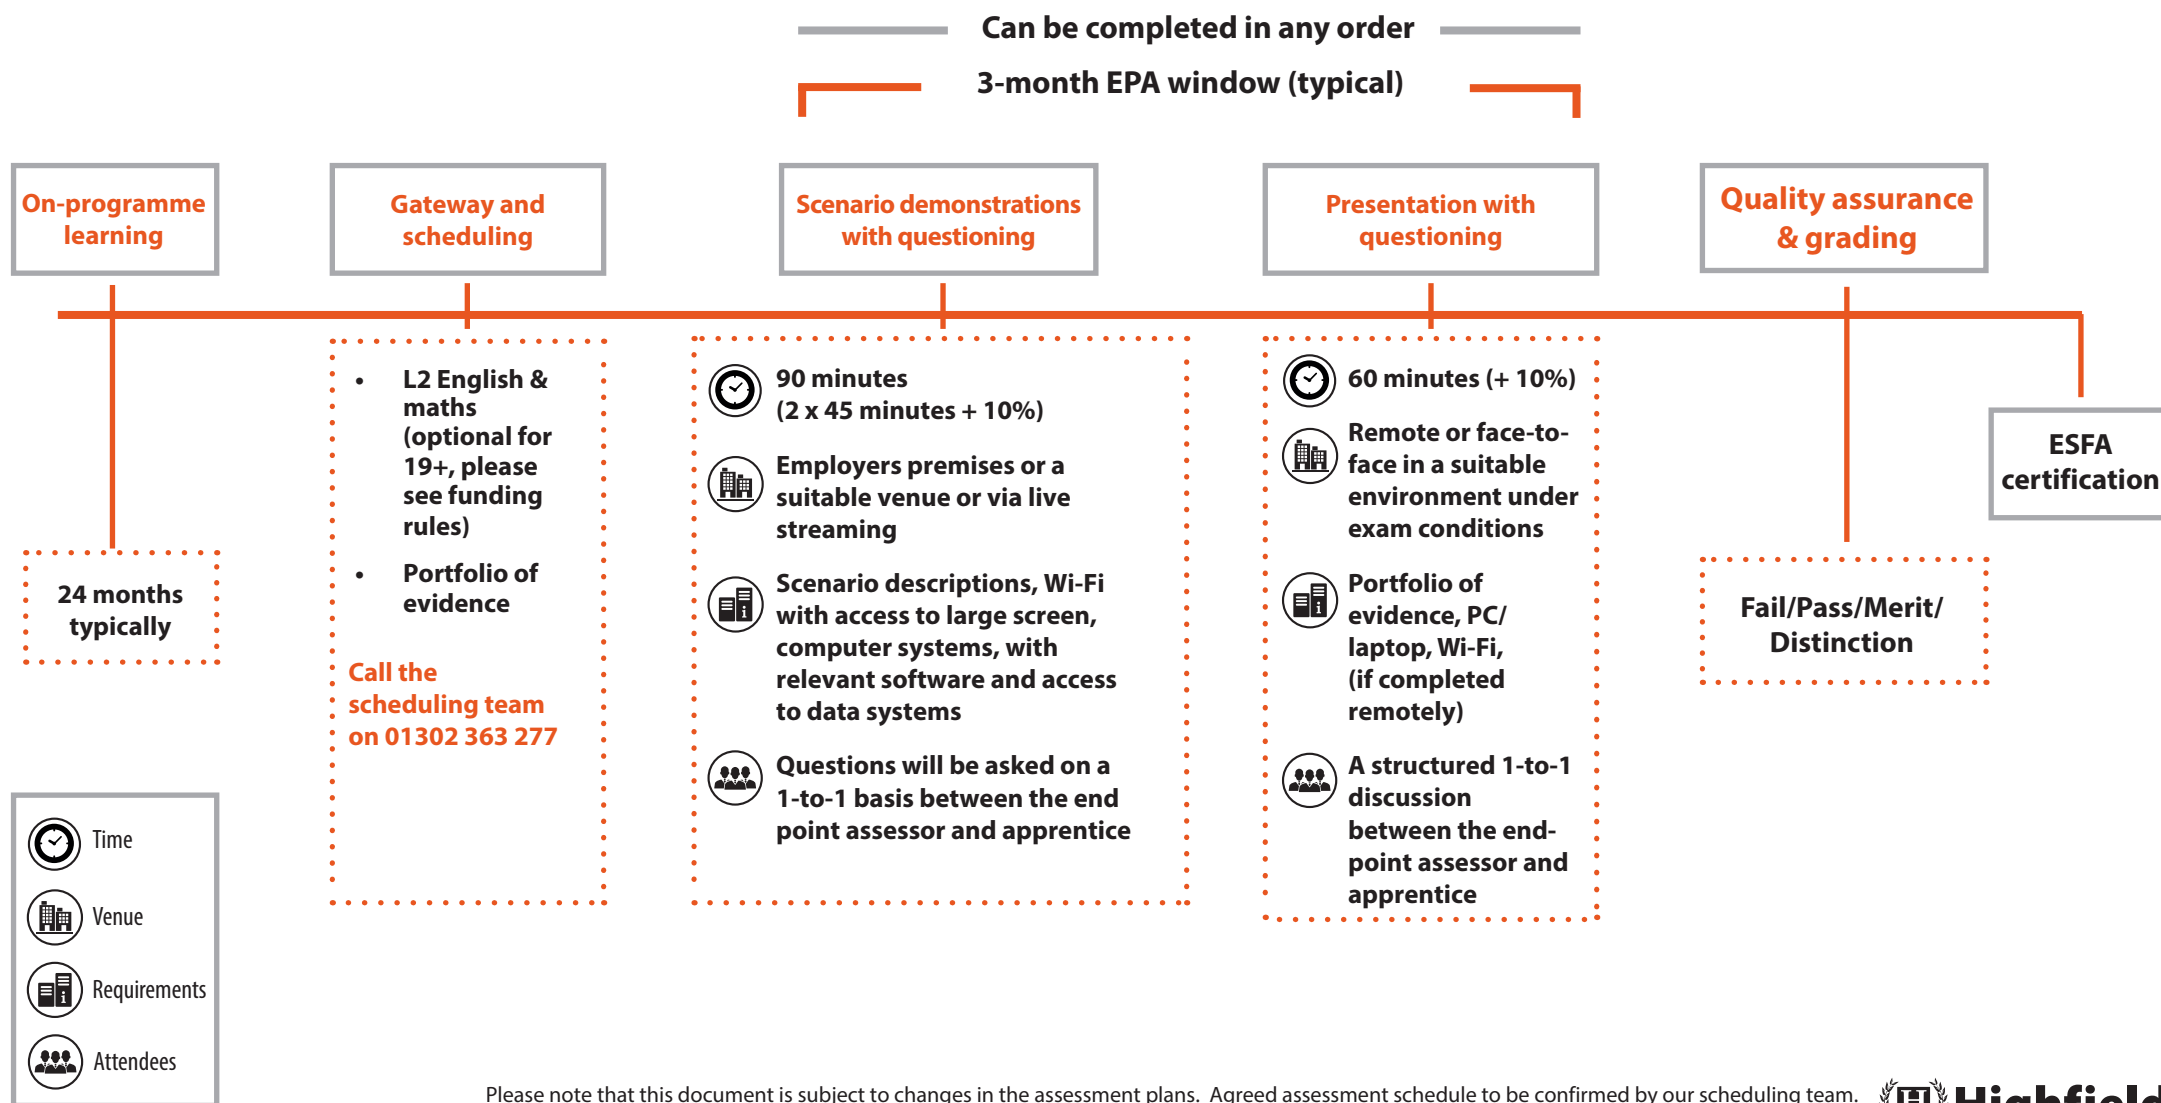 Can be completed in any order
3-month EPA window (typical)
On-programme
learning
Gateway and
scheduling
Scenario demonstrations
with questioning
Presentation with
questioning
Quality assurance
& grading
24 months
typically
• L2 English &
maths
(optional for
19+, please
see funding
rules)
• Portfolio of
evidence
Call the
scheduling team
on 01302 363 277
90 minutes
(2 x 45 minutes + 10%)
Employers premises or a
suitable venue or via live
streaming
Scenario descriptions, Wi-Fi
with access to large screen,
computer systems, with
relevant software and access
to data systems
Questions will be asked on a
1-to-1 basis between the end
point assessor and apprentice
60 minutes (+ 10%)
Remote or face-to-
face in a suitable
environment under
exam conditions
Portfolio of
evidence, PC/
laptop, Wi-Fi,
(if completed
remotely)
A structured 1-to-1
discussion
between the end-
point assessor and
apprentice
Fail/Pass/Merit/
Distinction
ESFA
certification
Time
Venue
Requirements
Attendees
Please note that this document is subject to changes in the assessment plans. Agreed assessment schedule to be confirmed by our scheduling team.
Highfield